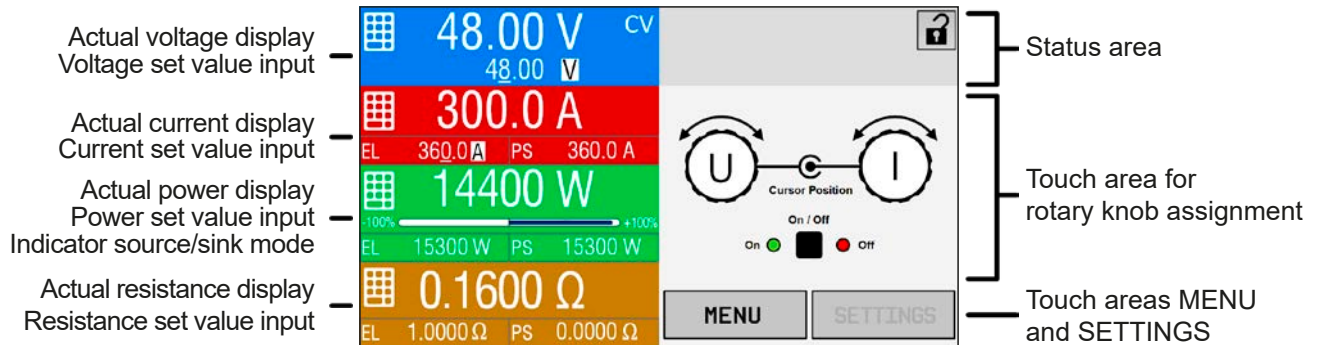 Actual voltage display
Voltage set value input
Actual current display
Current set value input
Actual power display
Power set value input
Indicator source/sink mode
Actual resistance display
Resistance set value input
48.00 V CV
48.00 V
300.0 A
EL 360.0 A PS 360.0 A
14400 W
-100% +100%
EL 15300 W PS 15300 W
0.1600 Ω
EL 1.0000 Ω PS 0.0000 Ω
U I
Cursor Position
On / Off
On Off
MENU SETTINGS
Status area
Touch area for
rotary knob assignment
Touch areas MENU
and SETTINGS